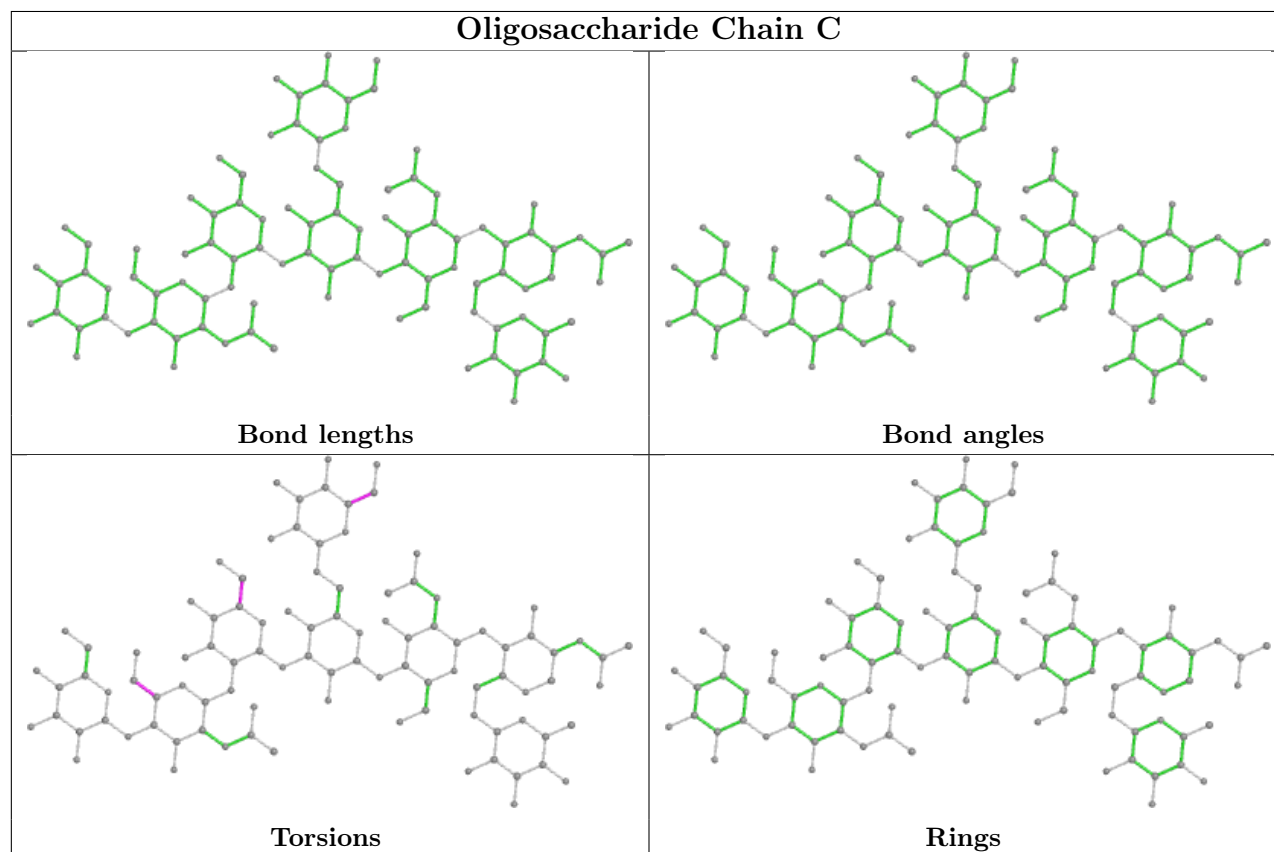 Oligosaccharide Chain C
Bond lengths
Bond angles
Torsions
Rings